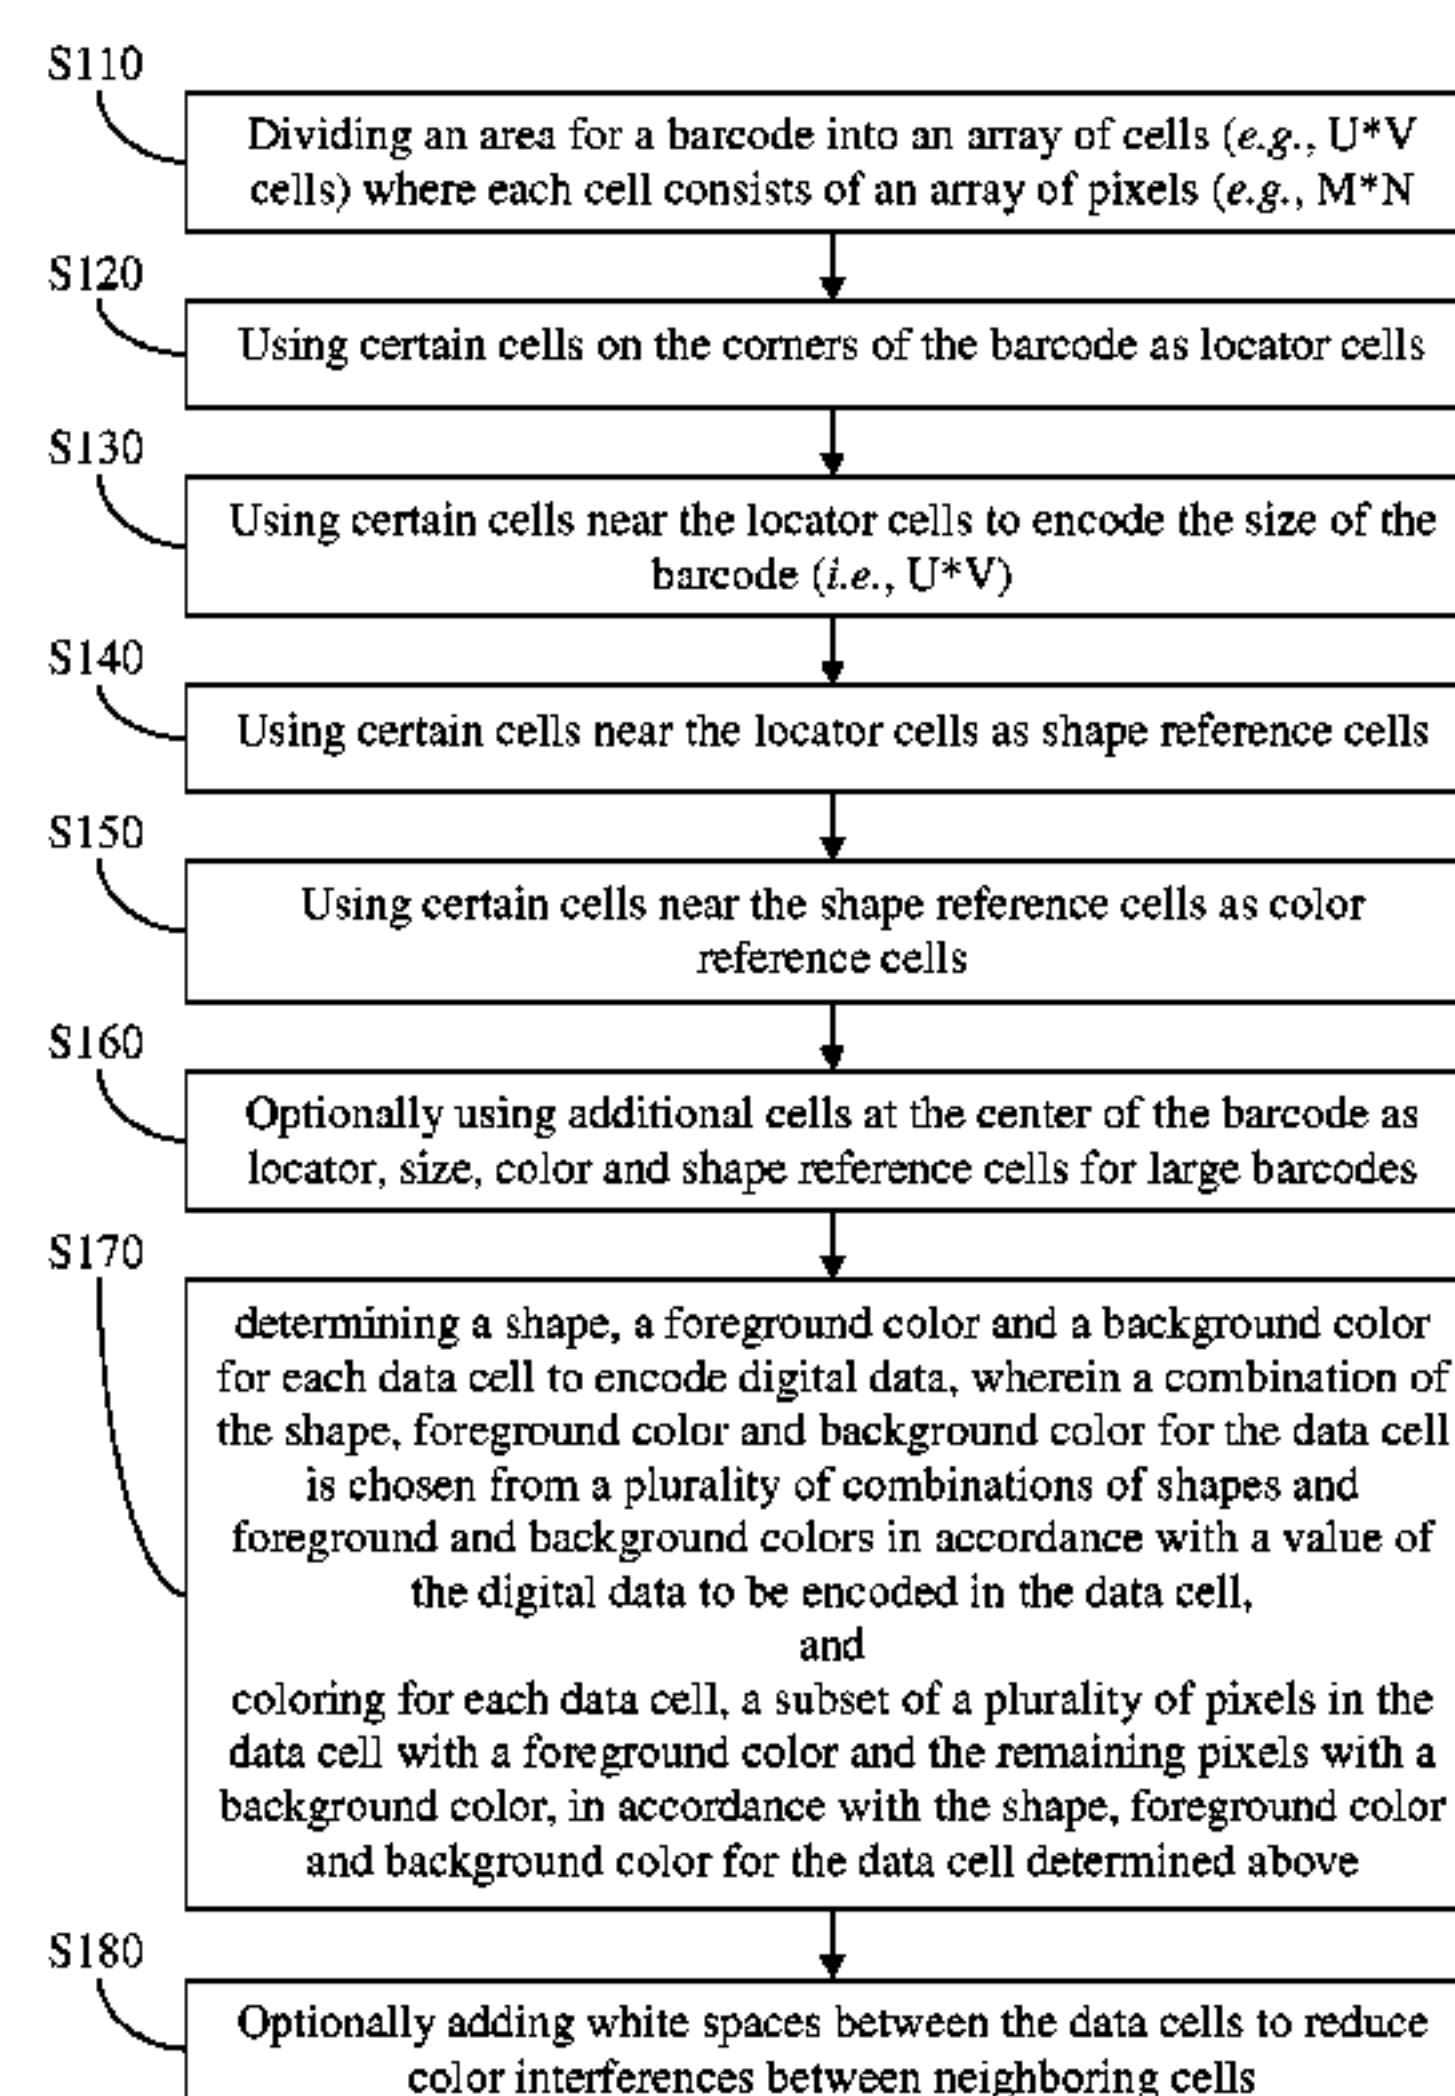 S110
Dividing an area for a barcode into an array of cells (e.g., U*V
cells) where each cell consists of an array of pixels (e.g., M*N
S120
Using certain cells on the corners of the barcode as locator cells
S130
Using certain cells near the locator cells to encode the size of the
barcode (i.e., U*V)
S140
Using certain cells near the locator cells as shape reference cells
S150
Using certain cells near the shape reference cells as color
reference cells
S160
Optionally using additional cells at the center of the barcode as
locator, size, color and shape reference cells for large barcodes
S170
determining a shape, a foreground color and a background color
for each data cell to encode digital data, wherein a combination of
the shape, foreground color and background color for the data cell
is chosen from a plurality of combinations of shapes and
foreground and background colors in accordance with a value of
the digital data to be encoded in the data cell,
and
coloring for each data cell, a subset of a plurality of pixels in the
data cell with a foreground color and the remaining pixels with a
background color, in accordance with the shape, foreground color
and background color for the data cell determined above
S180
Optionally adding white spaces between the data cells to reduce
color interferences between neighboring cells